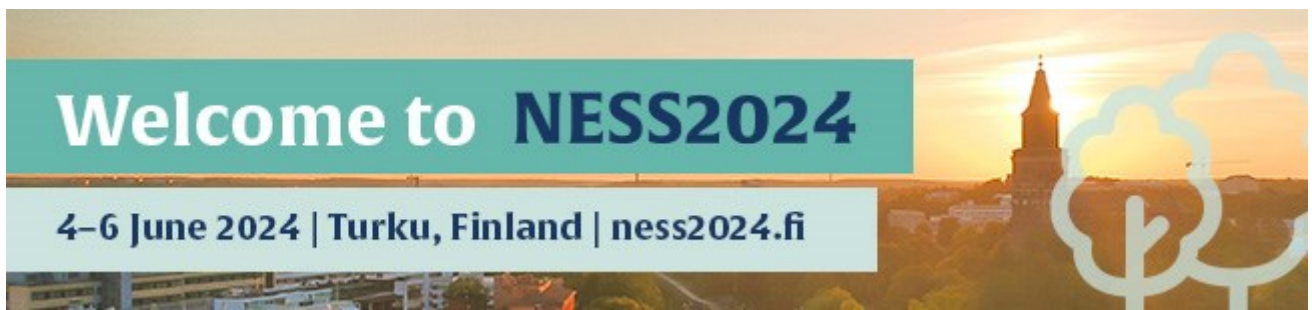 Welcome to NESS2024
4–6 June 2024 | Turku, Finland | ness2024.fi